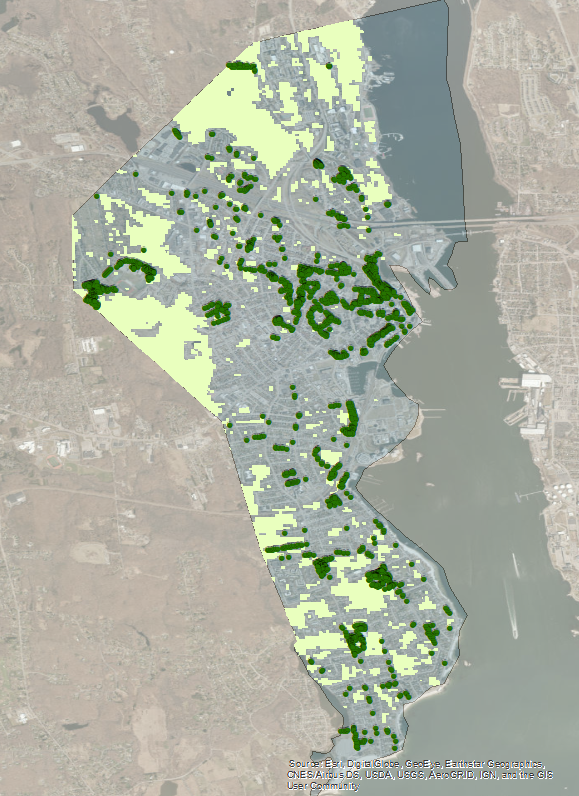 Source: Esri, DigitalGlobe, GeoEye, Earthstar Geographics,
CNES/Airbus DS, USDA, USGS, AeroGRID, IGN, and the GIS
User Community